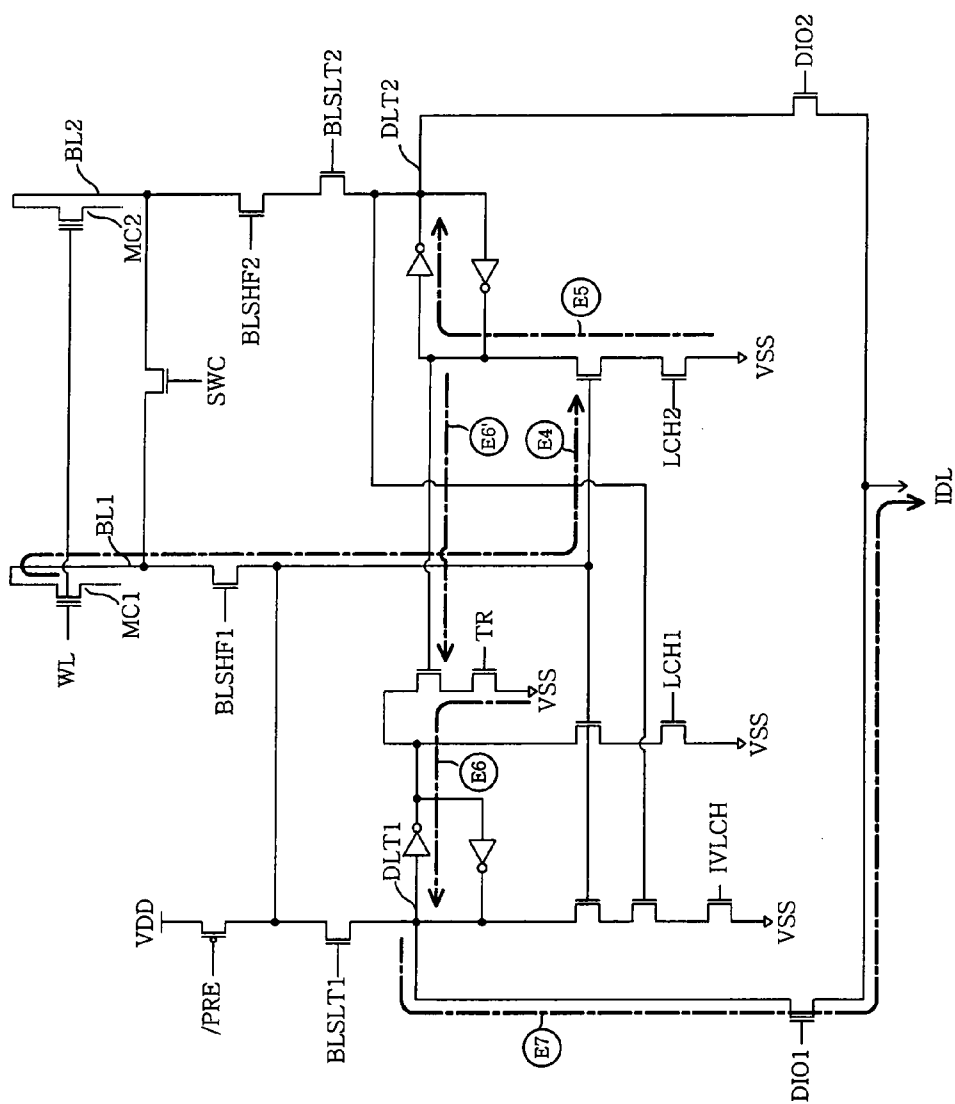 WL
MC1
BL1
BL2
MC2
SWC
BLSHF1
BLSHF2
BLSLT2
VDD
/PRE
BLSLT1
DLT1
DLT2
TR
VSS
E6'
E4
E5
E6
LCH1
VSS
LCH2
VSS
IVLCH
VSS
E7
DIO1
DIO2
IDL